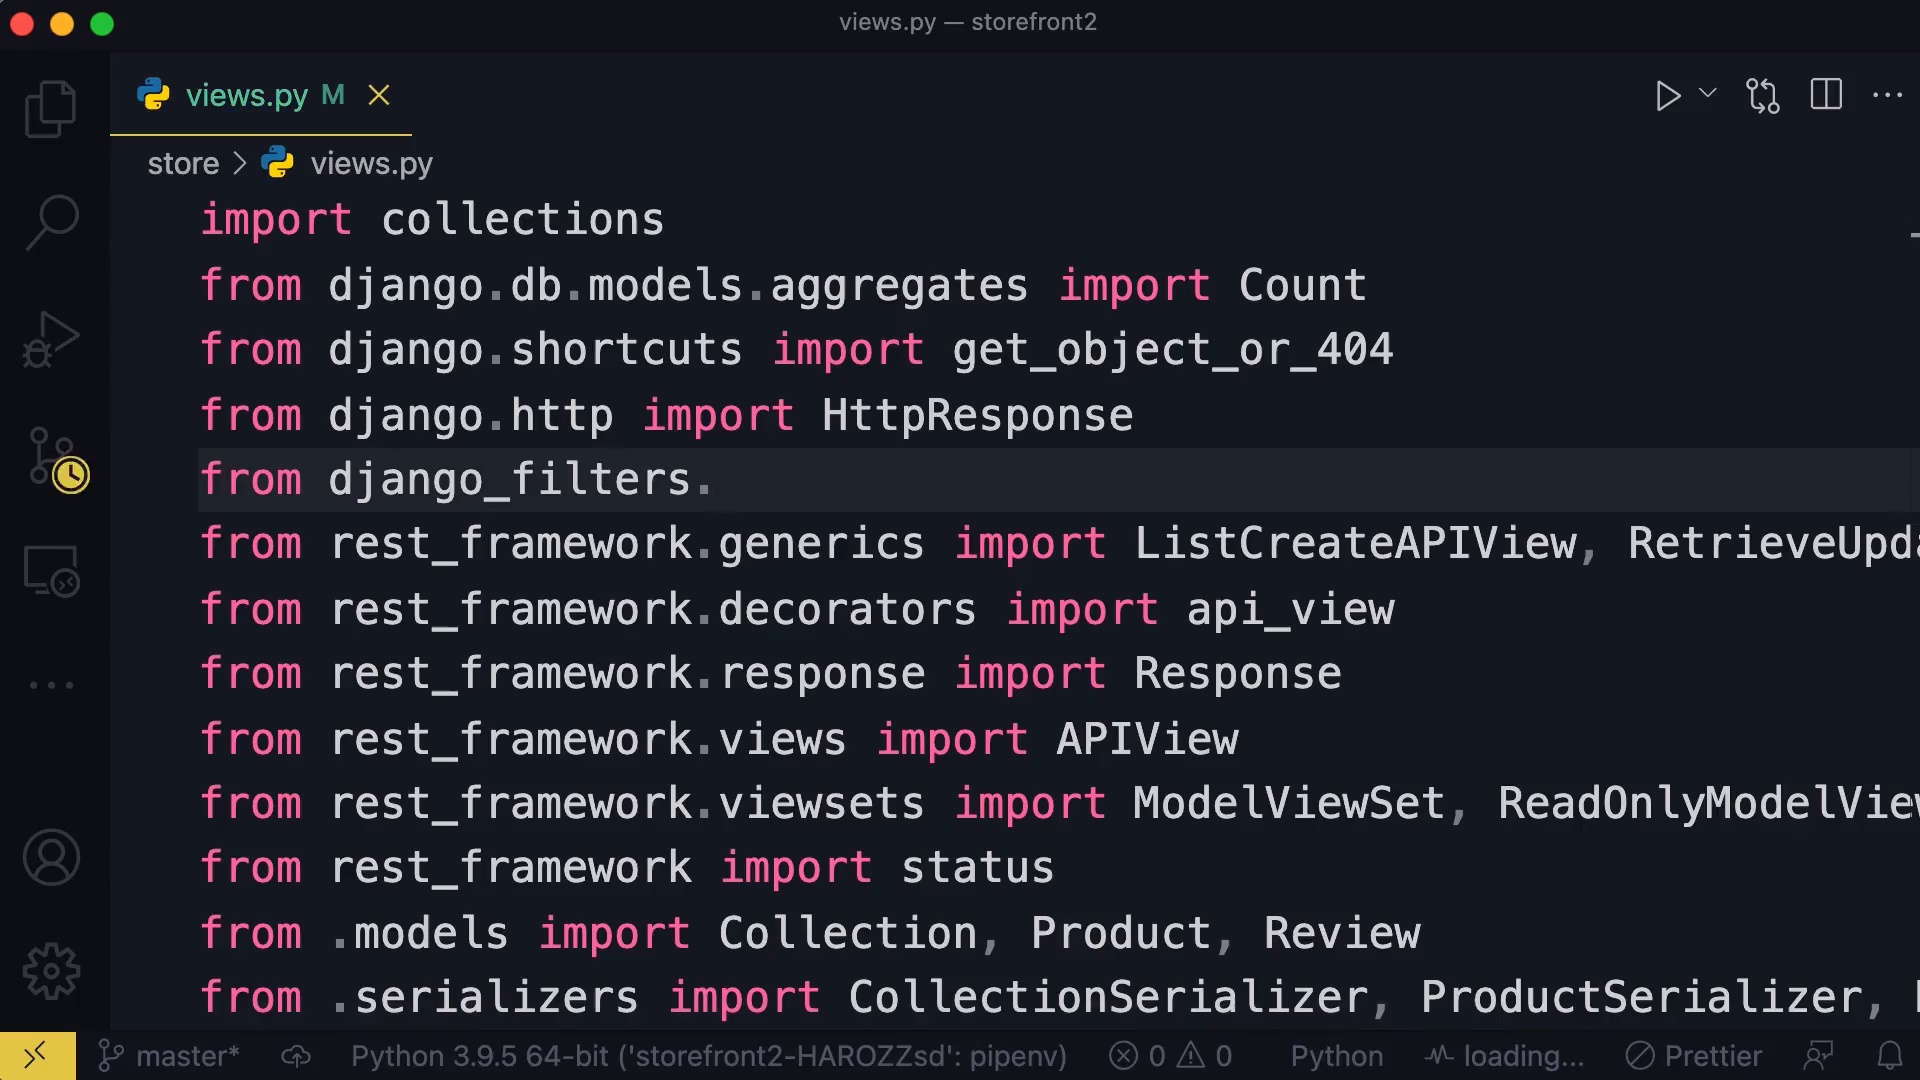 views.py — storefront2
views.py M
store > views.py
import collections
from django.db.models.aggregates import Count
from django.shortcuts import get_object_or_404
from django.http import HttpResponse
from django_filters.
from rest_framework.generics import ListCreateAPIView, RetrieveUpda
from rest_framework.decorators import api_view
from rest_framework.response import Response
from rest_framework.views import APIView
from rest_framework.viewsets import ModelViewSet, ReadOnlyModelView
from rest_framework import status
from .models import Collection, Product, Review
from .serializers import CollectionSerializer, ProductSerializer,
master* Python 3.9.5 64-bit ('storefront2-HAROZZsd': pipenv) 0 0 Python loading... Prettier